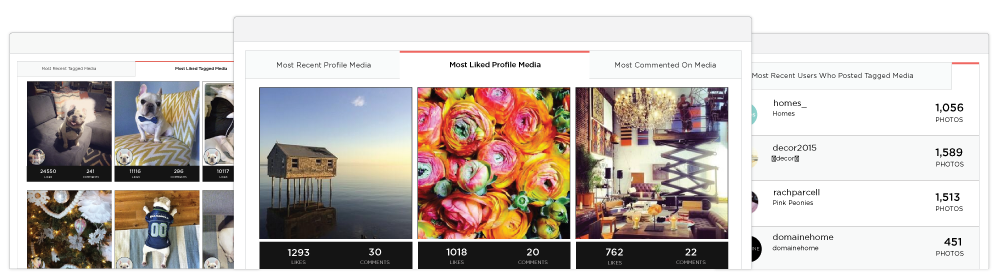 Most Recent Tagged Media
Most Liked Tagged Media
24550
LIKES
241
COMMENTS
11116
LIKES
296
COMMENTS
10117
LIKES
00
Most Recent Profile Media
Most Liked Profile Media
Most Commented On Media
1293
LIKES
30
COMMENTS
1018
LIKES
20
COMMENTS
762
LIKES
22
COMMENTS
Most Recent Users Who Posted Tagged Media
homes_
Homes
1,056
PHOTOS
decor2015
decor
1,589
PHOTOS
rachparcell
Pink Peonies
1,513
PHOTOS
domainehome
domainehome
451
PHOTOS